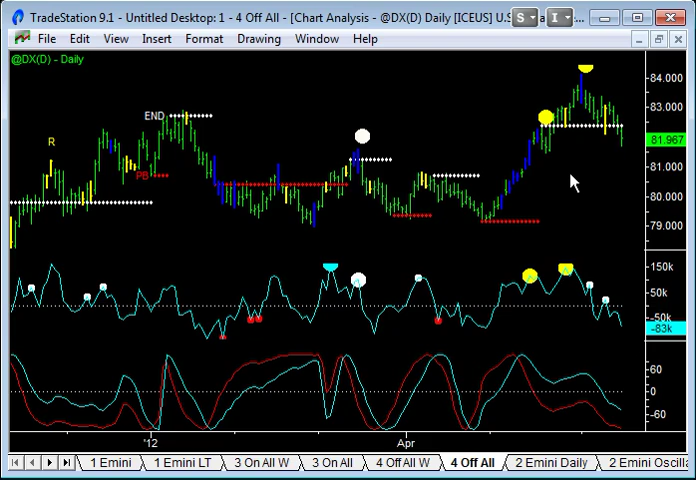 TradeStation 9.1 - Untitled Desktop: 1 - 4 Off All - [Chart Analysis - @DX(D) Daily [ICEUS] U.S
S
I
File Edit View Insert Format Drawing Window Help
@DX(D) - Daily
END
R
PB
84.000
83.000
81.967
81.000
80.000
79.000
150k
50k
-50k
-83k
60
0
-60
'12 Apr
1 Emini 1 Emini LT 3 On All W 3 On All 4 Off All W 4 Off All 2 Emini Daily 2 Emini Oscilla